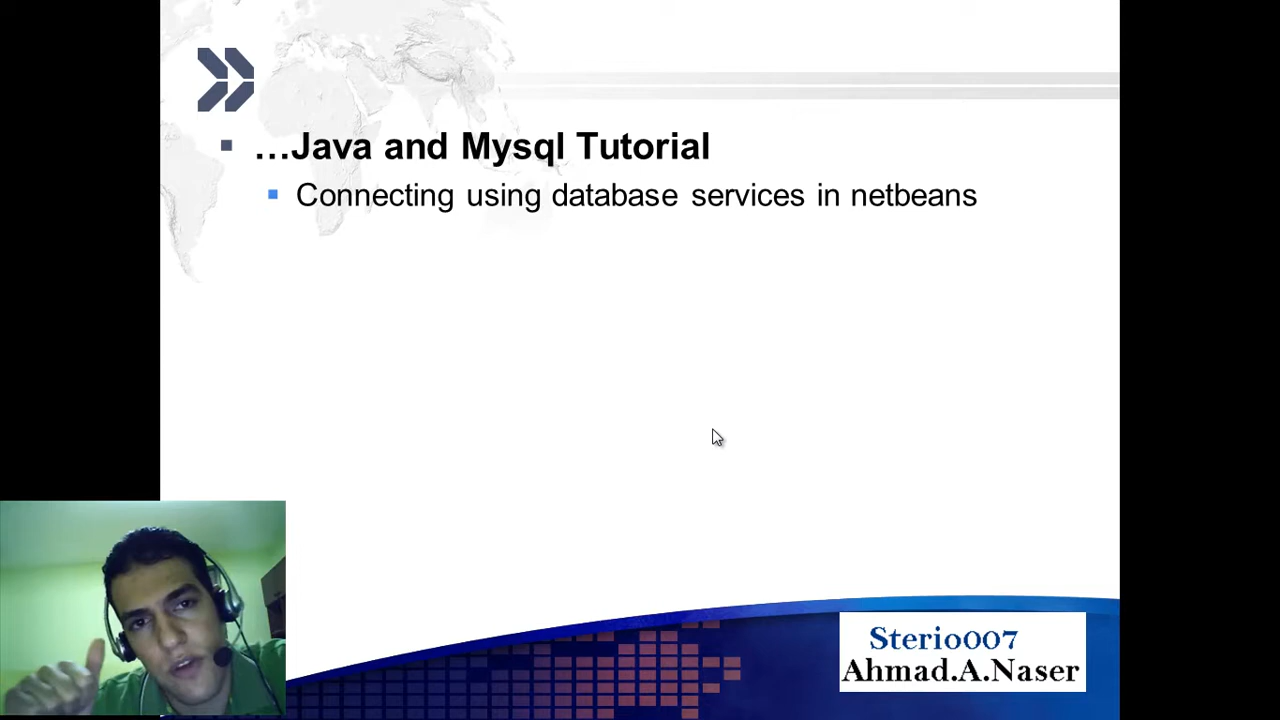 …Java and Mysql Tutorial
Connecting using database services in netbeans
Sterio007
Ahmad.A.Naser